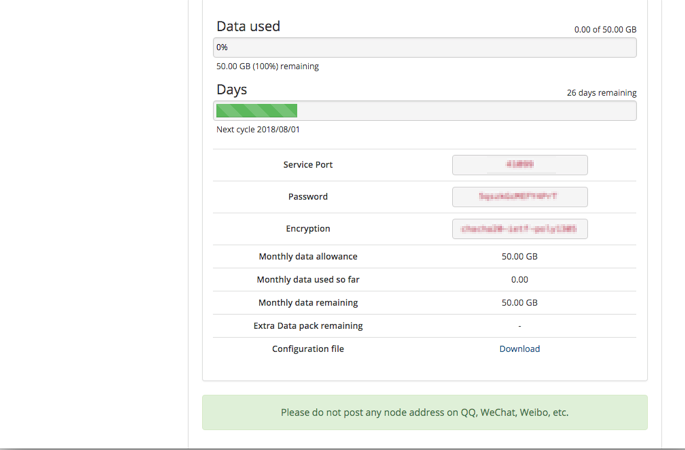 Data used
0.00 of 50.00 GB
0%
50.00 GB (100%) remaining
Days
26 days remaining
Next cycle 2018/08/01
Service Port
Password
Encryption
Monthly data allowance 50.00 GB
Monthly data used so far 0.00
Monthly data remaining 50.00 GB
Extra Data pack remaining -
Configuration file Download
Please do not post any node address on QQ, WeChat, Weibo, etc.